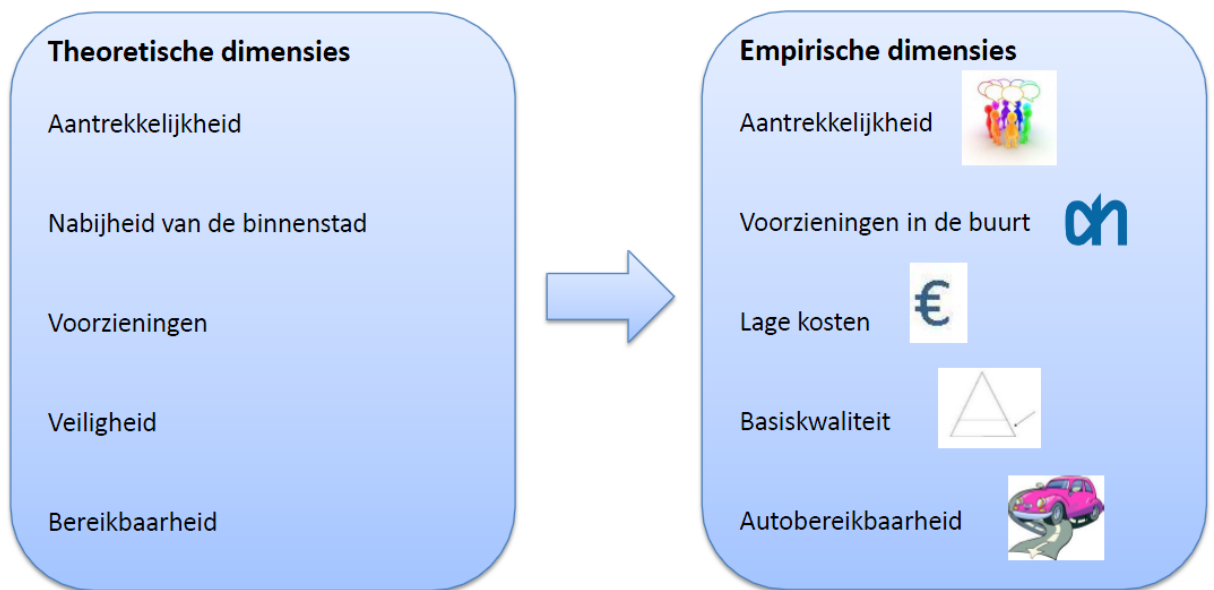 Theoretische dimensies
Aantrekkelijkheid
Nabijheid van de binnenstad
Voorzieningen
Veiligheid
Bereikbaarheid
Empirische dimensies
Aantrekkelijkheid
Voorzieningen in de buurt
ah
Lage kosten
€
Basiskwaliteit
Autobereikbaarheid